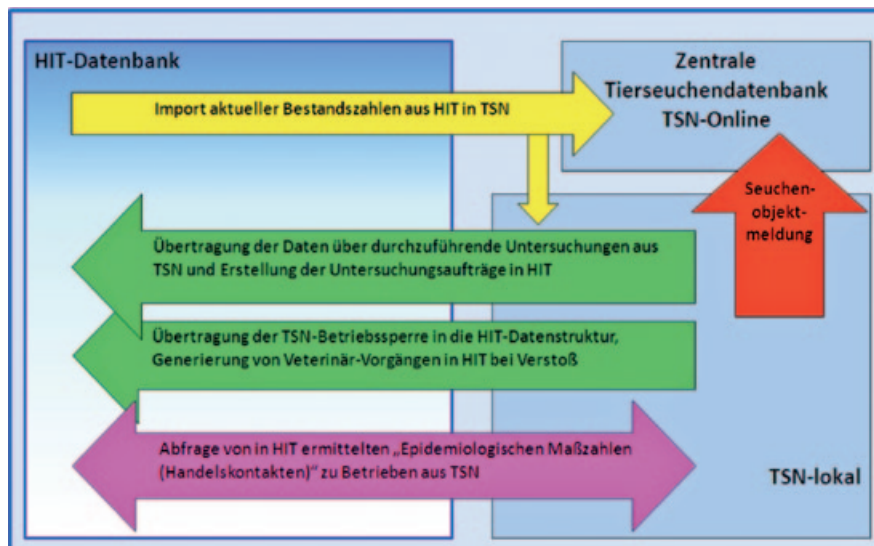 HIT-Datenbank
Zentrale
Tierseuchendatenbank
TSN-Online
Import aktueller Bestandszahlen aus HIT in TSN
Seuchen-
objekt-
meldung
Übertragung der Daten über durchzuführende Untersuchungen aus
TSN und Erstellung der Untersuchungsaufträge in HIT
Übertragung der TSN-Betriebssperre in die HIT-Datenstruktur,
Generierung von Veterinär-Vorgängen in HIT bei Verstoß
Abfrage von in HIT ermittelten „Epidemiologischen Maßzahlen
(Handelskontakten)“ zu Betrieben aus TSN
TSN-lokal